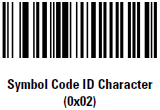 Symbol Code ID Character
(0x02)